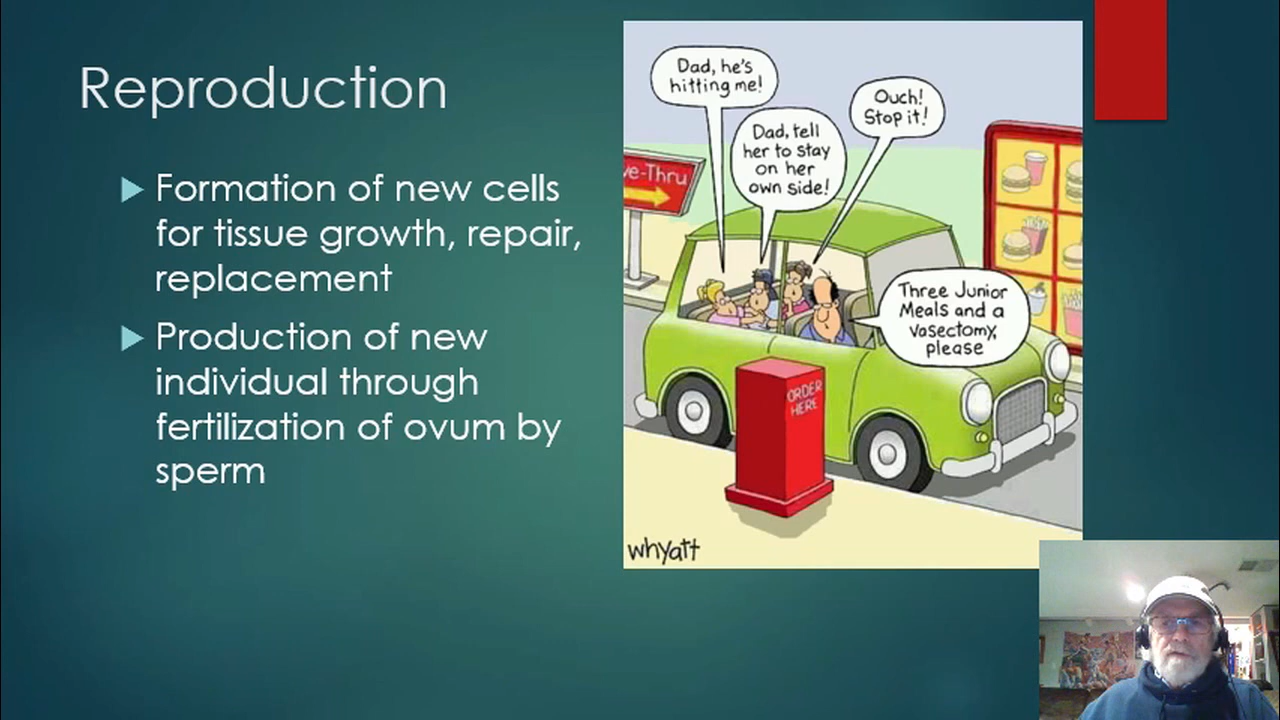 Reproduction
Formation of new cells
for tissue growth, repair,
replacement
Production of new
individual through
fertilization of ovum by
sperm
Dad, he's
hitting me!
Dad, tell
her to stay
on her
own side!
Ouch!
Stop it!
ve-Thru
Three Junior
Meals and a
vasectomy,
please
ORDER
HERE
whyatt